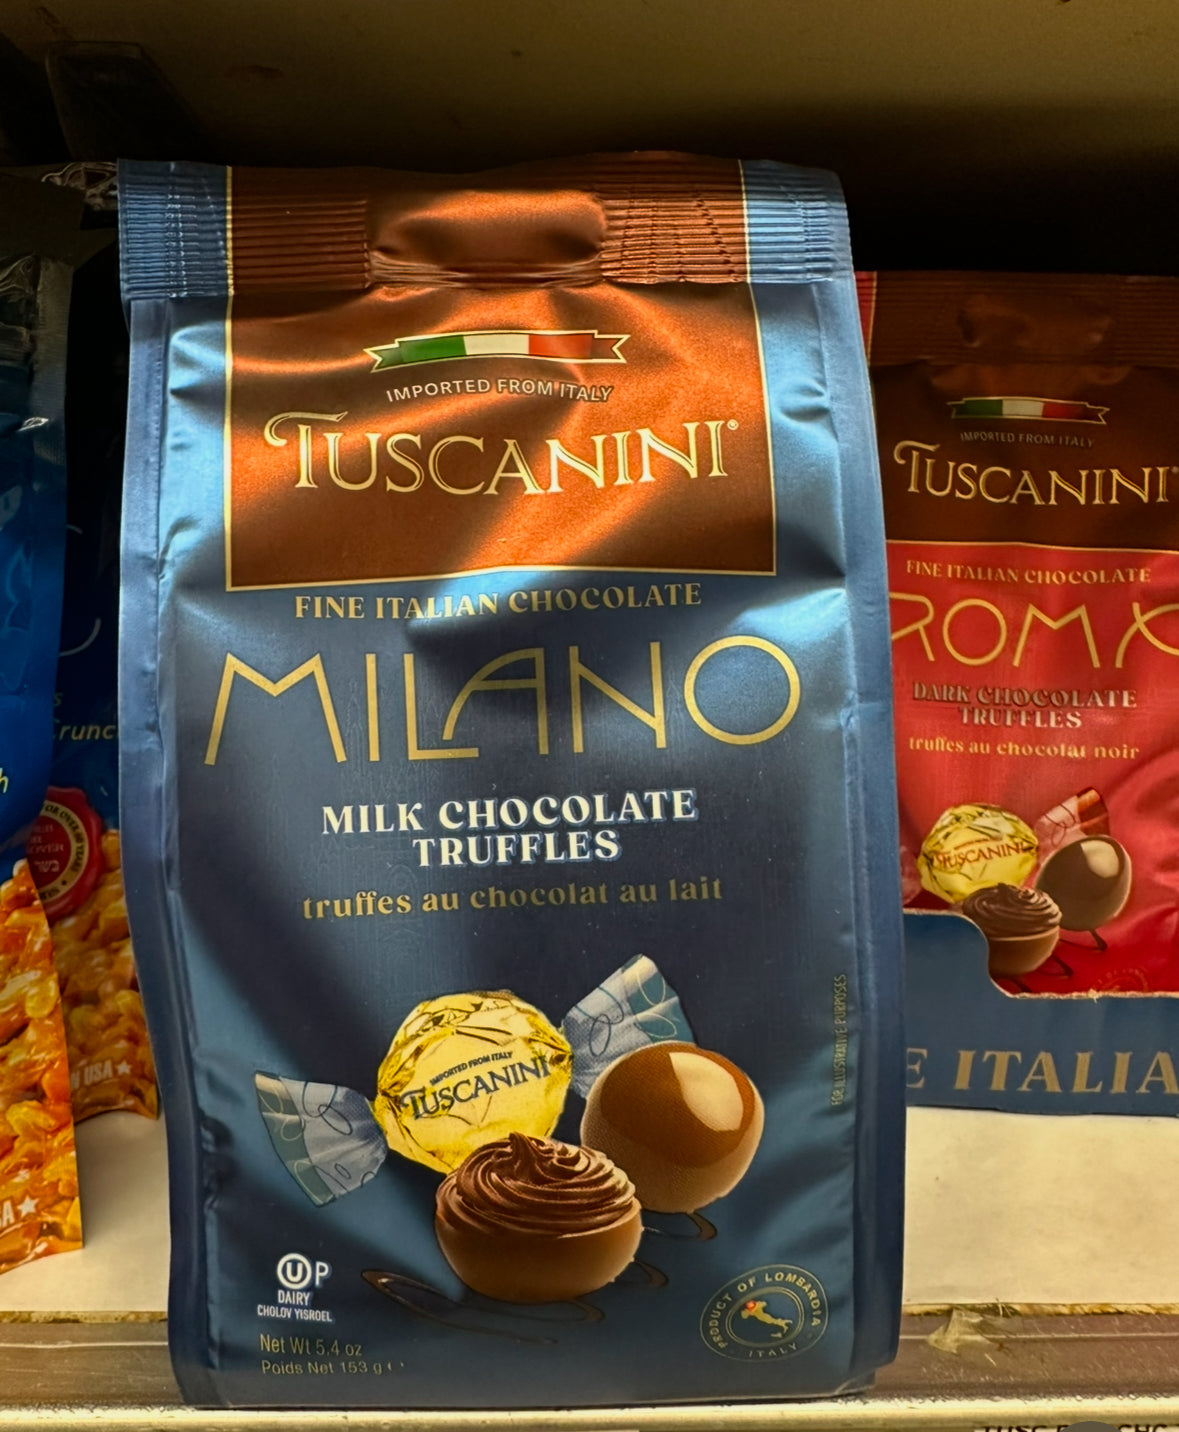 IMPORTED FROM ITALY
TUSCANINI®
FINE ITALIAN CHOCOLATE
MILANO
MILK CHOCOLATE
TRUFFLES
truffes au chocolat au lait
IMPORTED FROM ITALY
TUSCANINI
FOR ILLUSTRATIVE PURPOSES
U P
DAIRY
CHOLOV YISROEL
Net Wt 5.4 oz
Poids Net 153 g
PRODUCT OF LOMBARDIA
ITALY
IMPORTED FROM ITALY
TUSCANINI
FINE ITALIAN CHOCOLATE
ROMA
DARK CHOCOLATE
TRUFFLES
truffes au chocolat noir
TUSCANINI
E ITALIA
USA